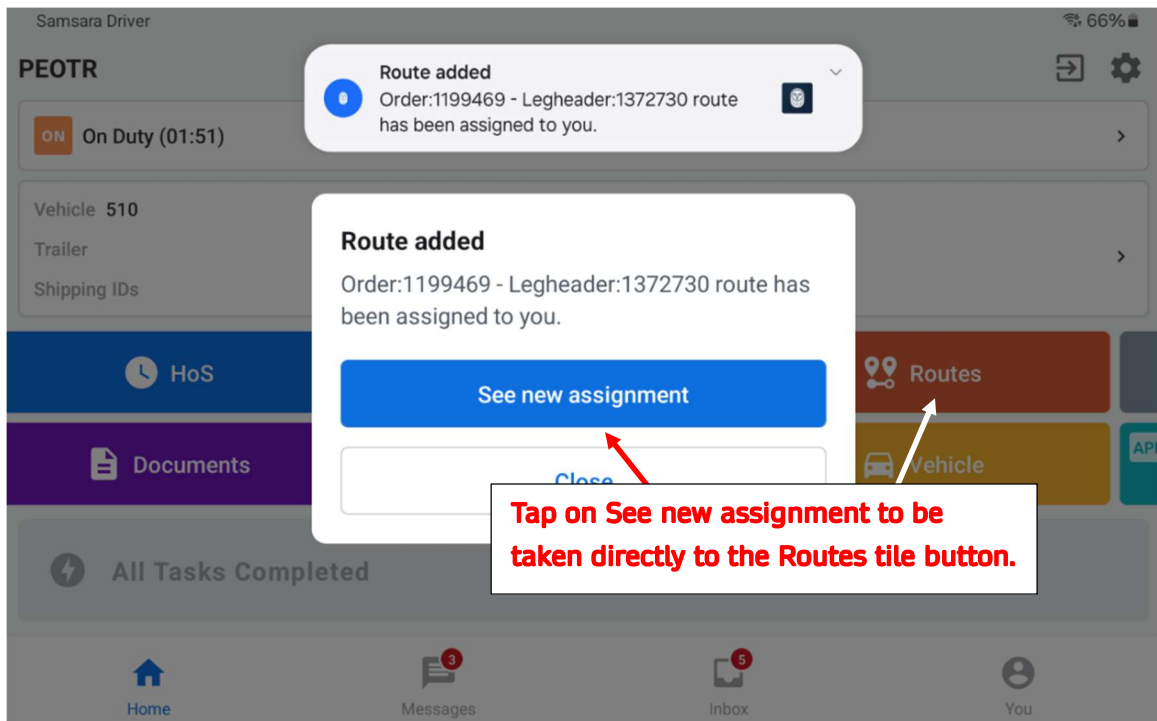 Samsara Driver
66%
PEOTR
Route added
Order:1199469 - Legheader:1372730 route
has been assigned to you.
ON On Duty (01:51)
Vehicle 510
Trailer
Shipping IDs
Route added
Order:1199469 - Legheader:1372730 route has
been assigned to you.
HoS
See new assignment
Routes
Documents
Close
Vehicle
Tap on See new assignment to be
taken directly to the Routes tile button.
All Tasks Completed
3
5
Home
Messages
Inbox
You